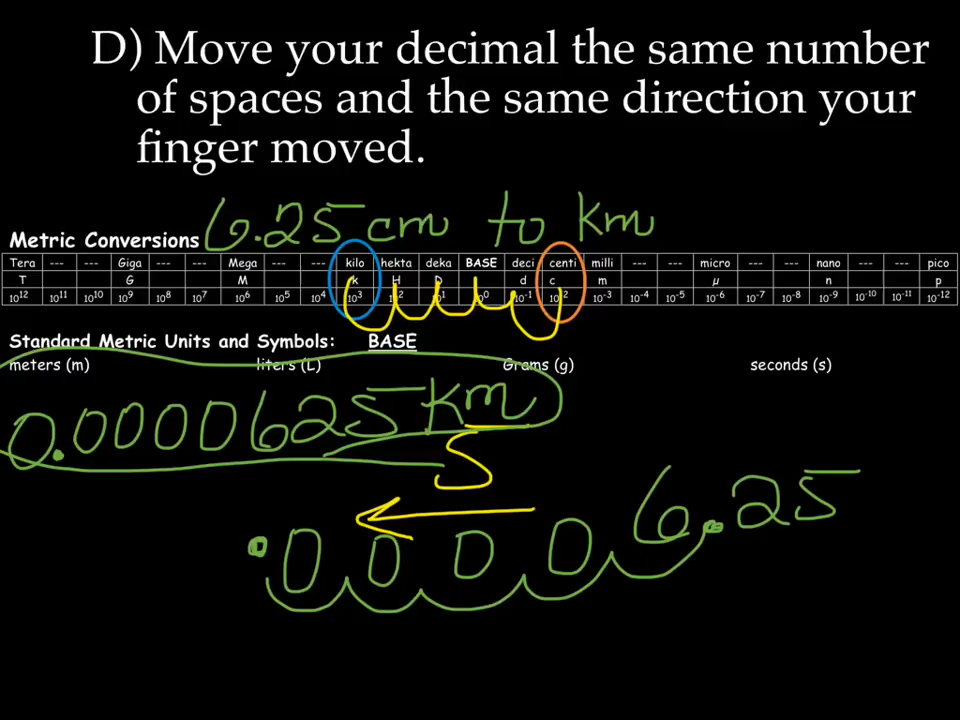 D) Move your decimal the same number
of spaces and the same direction your
finger moved.
6.25 cm to km
Metric Conversions
Tera --- --- Giga --- --- Mega --- --- kilo hekta deka BASE deci centi milli --- --- micro --- --- nano --- --- pico
T G M k H D d c m µ n p
10¹² 10¹¹ 10¹⁰ 10⁹ 10⁸ 10⁷ 10⁶ 10⁵ 10⁴ 10³ 10² 10¹ 10⁰ 10⁻¹ 10⁻² 10⁻³ 10⁻⁴ 10⁻⁵ 10⁻⁶ 10⁻⁷ 10⁻⁸ 10⁻⁹ 10⁻¹⁰ 10⁻¹¹ 10⁻¹²
Standard Metric Units and Symbols: BASE
meters (m) liters (L) Grams (g) seconds (s)
0.0000625 km
5
.00006.25